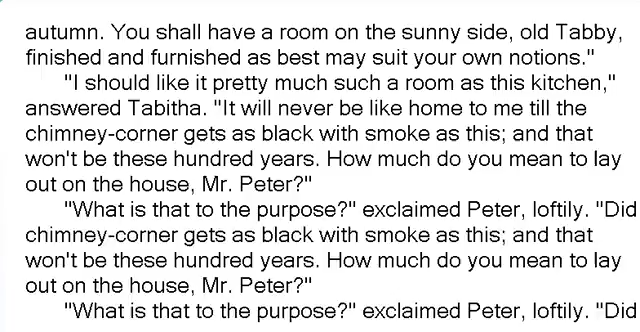 autumn. You shall have a room on the sunny side, old Tabby,
finished and furnished as best may suit your own notions."
"I should like it pretty much such a room as this kitchen,"
answered Tabitha. "It will never be like home to me till the
chimney-corner gets as black with smoke as this; and that
won't be these hundred years. How much do you mean to lay
out on the house, Mr. Peter?"
"What is that to the purpose?" exclaimed Peter, loftily. "Did
chimney-corner gets as black with smoke as this; and that
won't be these hundred years. How much do you mean to lay
out on the house, Mr. Peter?"
"What is that to the purpose?" exclaimed Peter, loftily. "Did